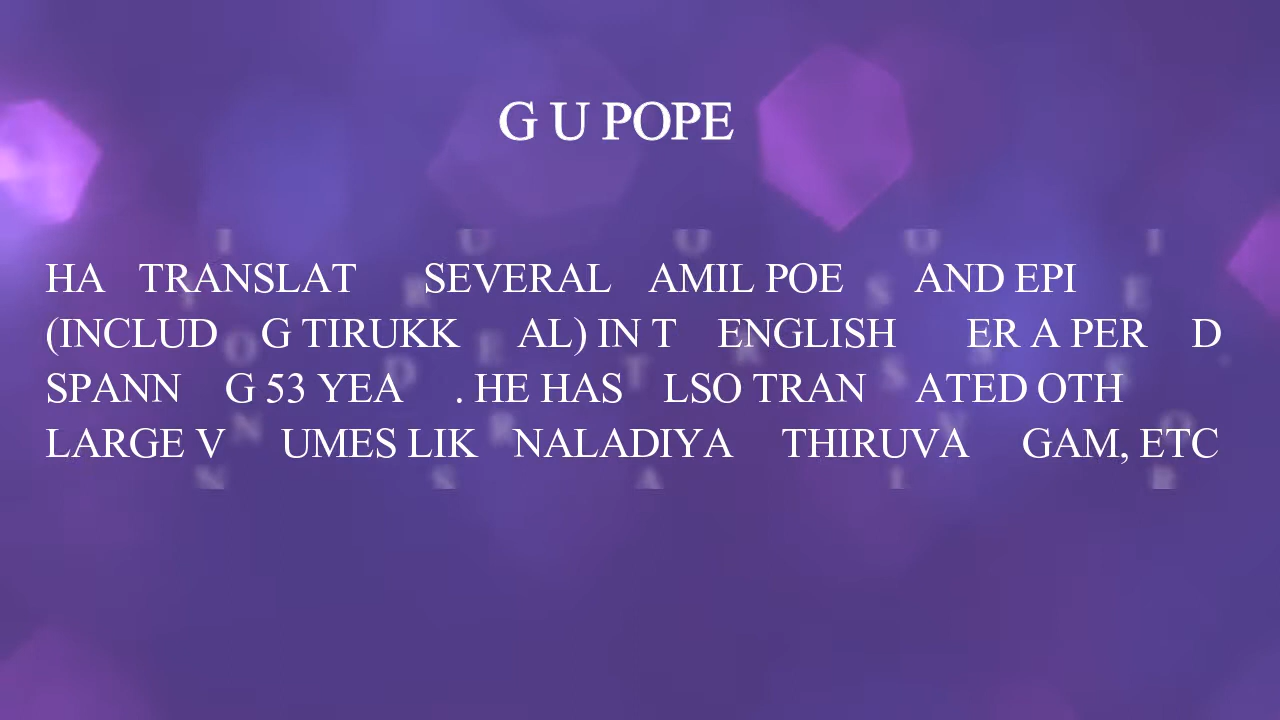 G U POPE
HA TRANSLAT SEVERAL AMIL POE AND EPI
(INCLUD G TIRUKK AL) IN T ENGLISH ER A PER D
SPANN G 53 YEA . HE HAS LSO TRAN ATED OTH
LARGE V UMES LIK NALADIYA THIRUVA GAM, ETC